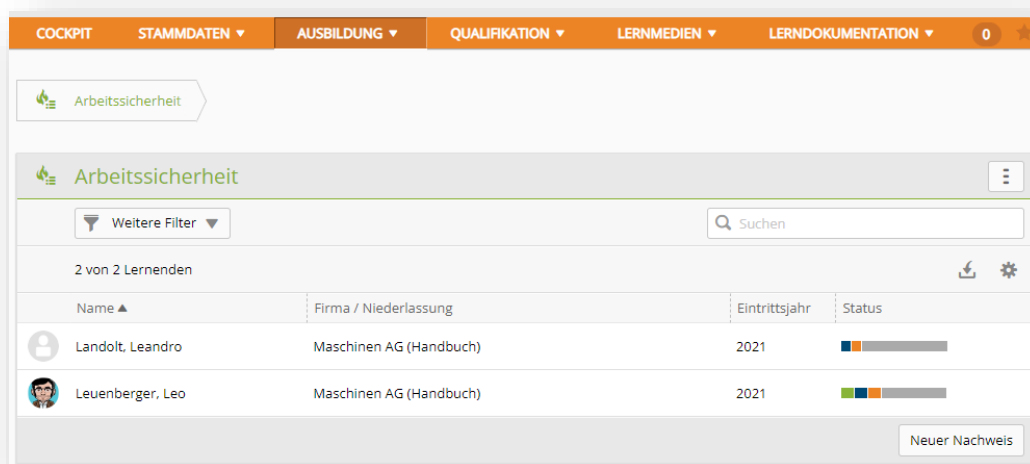 COCKPIT STAMMDATEN ▼ AUSBILDUNG ▼ QUALIFIKATION ▼ LERNMEDIEN ▼ LERNDOKUMENTATION ▼ 0
Arbeitssicherheit
Arbeitssicherheit
Weitere Filter ▼ Suchen
2 von 2 Lernenden
Name ▲ Firma / Niederlassung Eintrittsjahr Status
Landolt, Leandro Maschinen AG (Handbuch) 2021
Leuenberger, Leo Maschinen AG (Handbuch) 2021
Neuer Nachweis